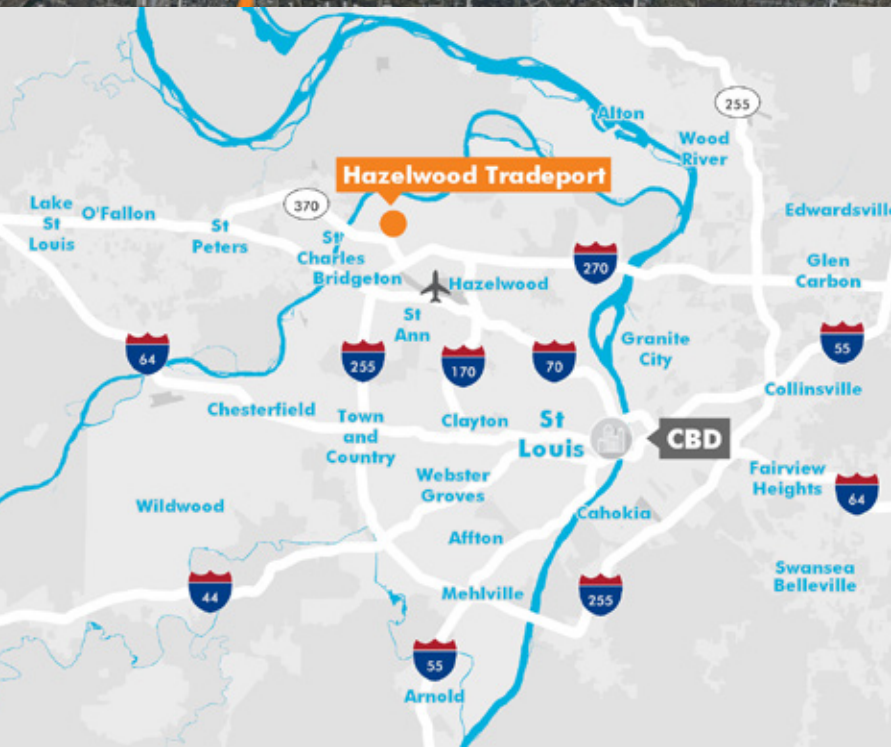 255
Alton
Wood
River
Hazelwood Tradeport
Lake
St
Louis
O'Fallon
St
Peters
370
St
Charles
Bridgeton
Hazelwood
270
Edwardsville
Glen
Carbon
St
Ann
Granite
City
64
255
170
70
55
Collinsville
Chesterfield
Town
and
Country
Clayton
St
Louis
CBD
Webster
Groves
Fairview
Heights
64
Wildwood
Cahokia
Affton
Swansea
Belleville
44
Mehlville
255
55
Arnold